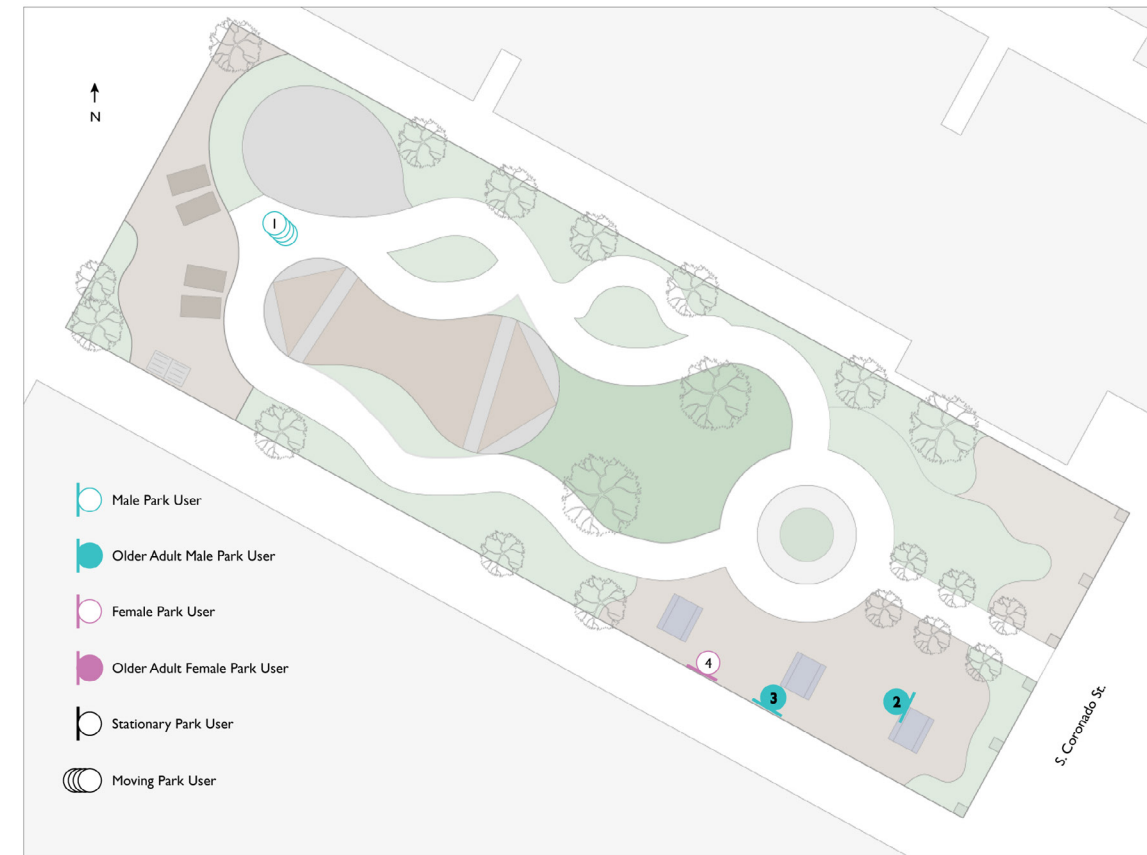 N
1
4
3
2
S. Coronado St.
Male Park User
Older Adult Male Park User
Female Park User
Older Adult Female Park User
Stationary Park User
Moving Park User